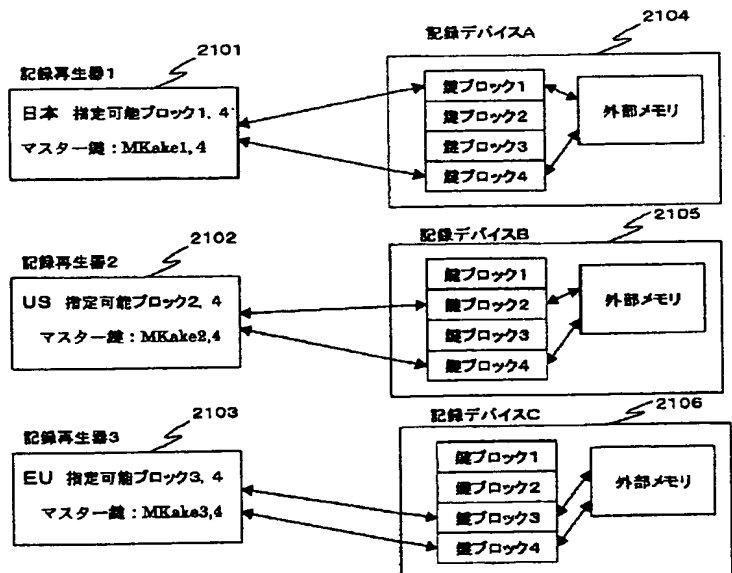 2101
記録再生器1
日本 指定可能ブロック1, 4
マスター鍵：MKake1,4
2104
記録デバイスA
鍵ブロック1
鍵ブロック2
鍵ブロック3
鍵ブロック4
外部メモリ
2102
記録再生器2
US 指定可能ブロック2, 4
マスター鍵：MKake2,4
2105
記録デバイスB
鍵ブロック1
鍵ブロック2
鍵ブロック3
鍵ブロック4
外部メモリ
2103
記録再生器3
EU 指定可能ブロック3, 4
マスター鍵：MKake3,4
2106
記録デバイスC
鍵ブロック1
鍵ブロック2
鍵ブロック3
鍵ブロック4
外部メモリ